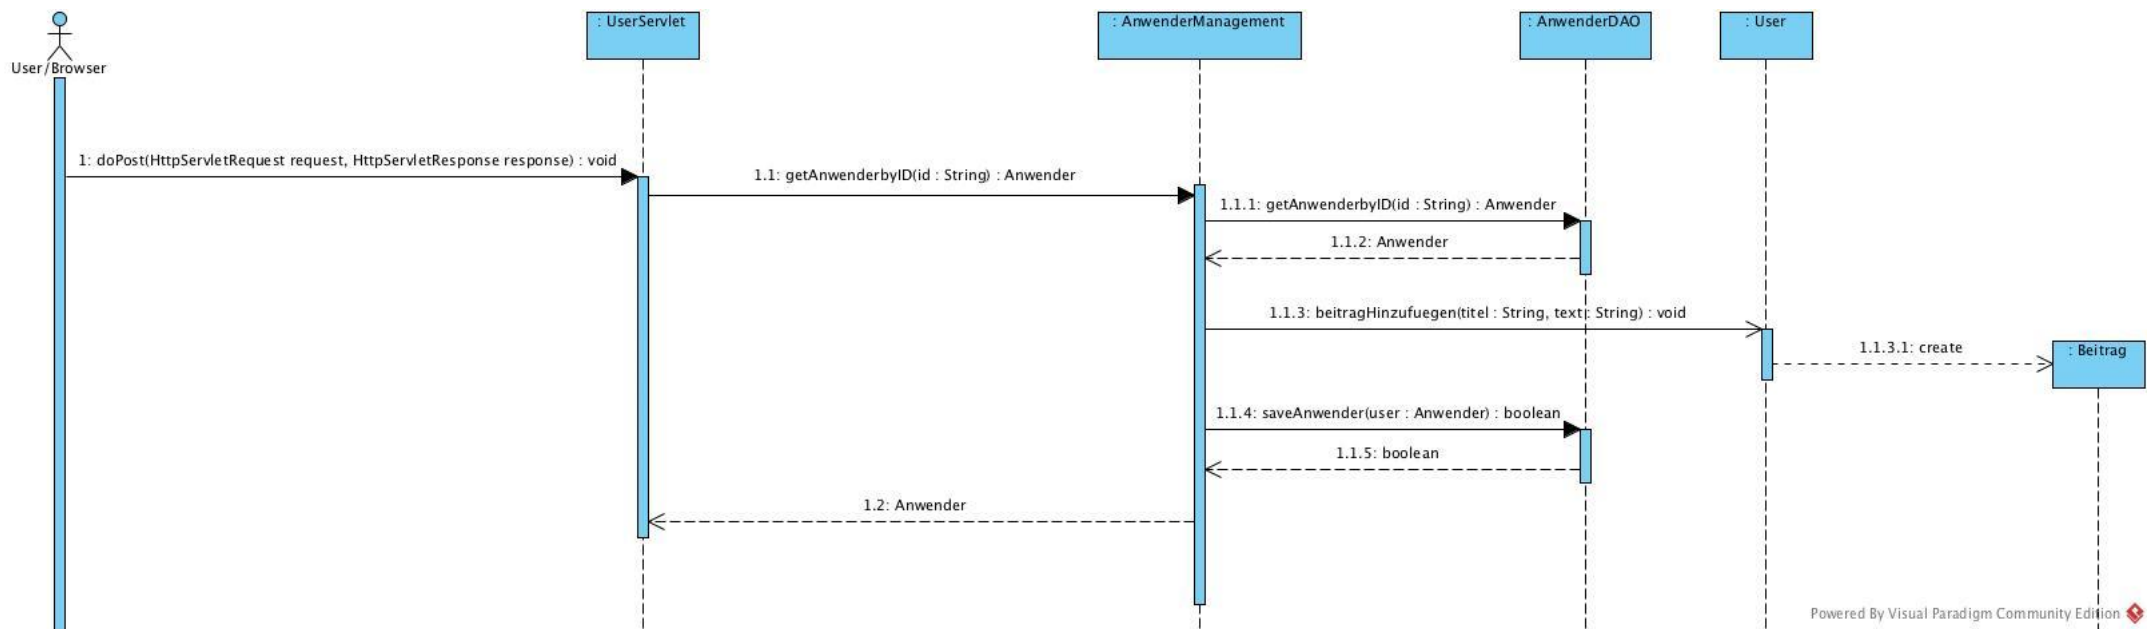 : UserServlet
: AnwenderManagement
: AnwenderDAO
: User
User/Browser
1: doPost(HttpServletRequest request, HttpServletResponse response) : void
1.1: getAnwenderbyID(id : String) : Anwender
1.1.1: getAnwenderbyID(id : String) : Anwender
1.1.2: Anwender
1.1.3: beitragHinzufuegen(titel : String, text : String) : void
1.1.3.1: create
: Beitrag
1.1.4: saveAnwender(user : Anwender) : boolean
1.1.5: boolean
1.2: Anwender
Powered By Visual Paradigm Community Edition